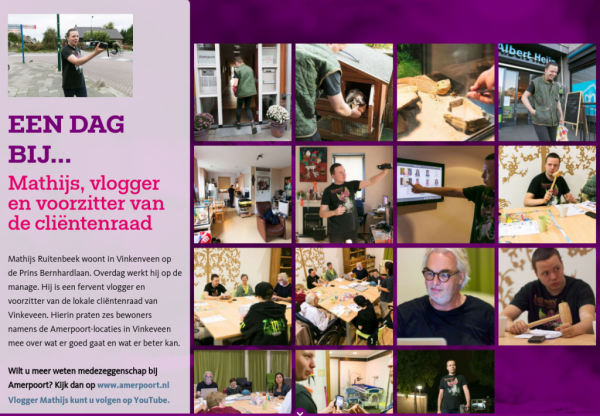 EEN DAG
BIJ...
Mathijs, vlogger
en voorzitter van
de cliëntenraad
Mathijs Ruitenbeek woont in Vinkenveen op
de Prins Bernhardlaan. Overdag werkt hij op de
manage. Hij is een fervent vlogger en
voorzitter van de lokale cliëntenraad van
Vinkeveen. Hierin praten zes bewoners
namens de Amerpoort-locaties in Vinkeveen
mee over wat er goed gaat en wat er beter kan.
Wilt u meer weten medezeggenschap bij
Amerpoort? Kijk dan op www.amerpoort.nl
Vlogger Mathijs kunt u volgen op YouTube.
Albert Heijn